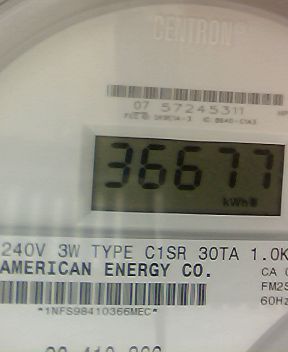 CENTRON
07 57245311
36677
kWh
240V 3W TYPE C1SR 30TA 1.0K
AMERICAN ENERGY CO.
CA
FM2S
60Hz
*1NFS98410366MEC*